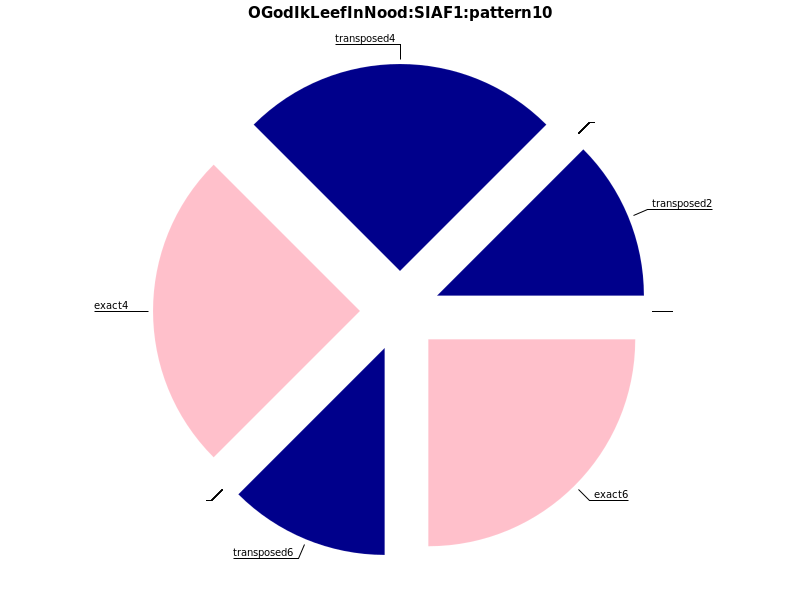 OGodIkLeefInNood:SIAF1:pattern10
transposed4
transposed2
exact4
exact6
transposed6